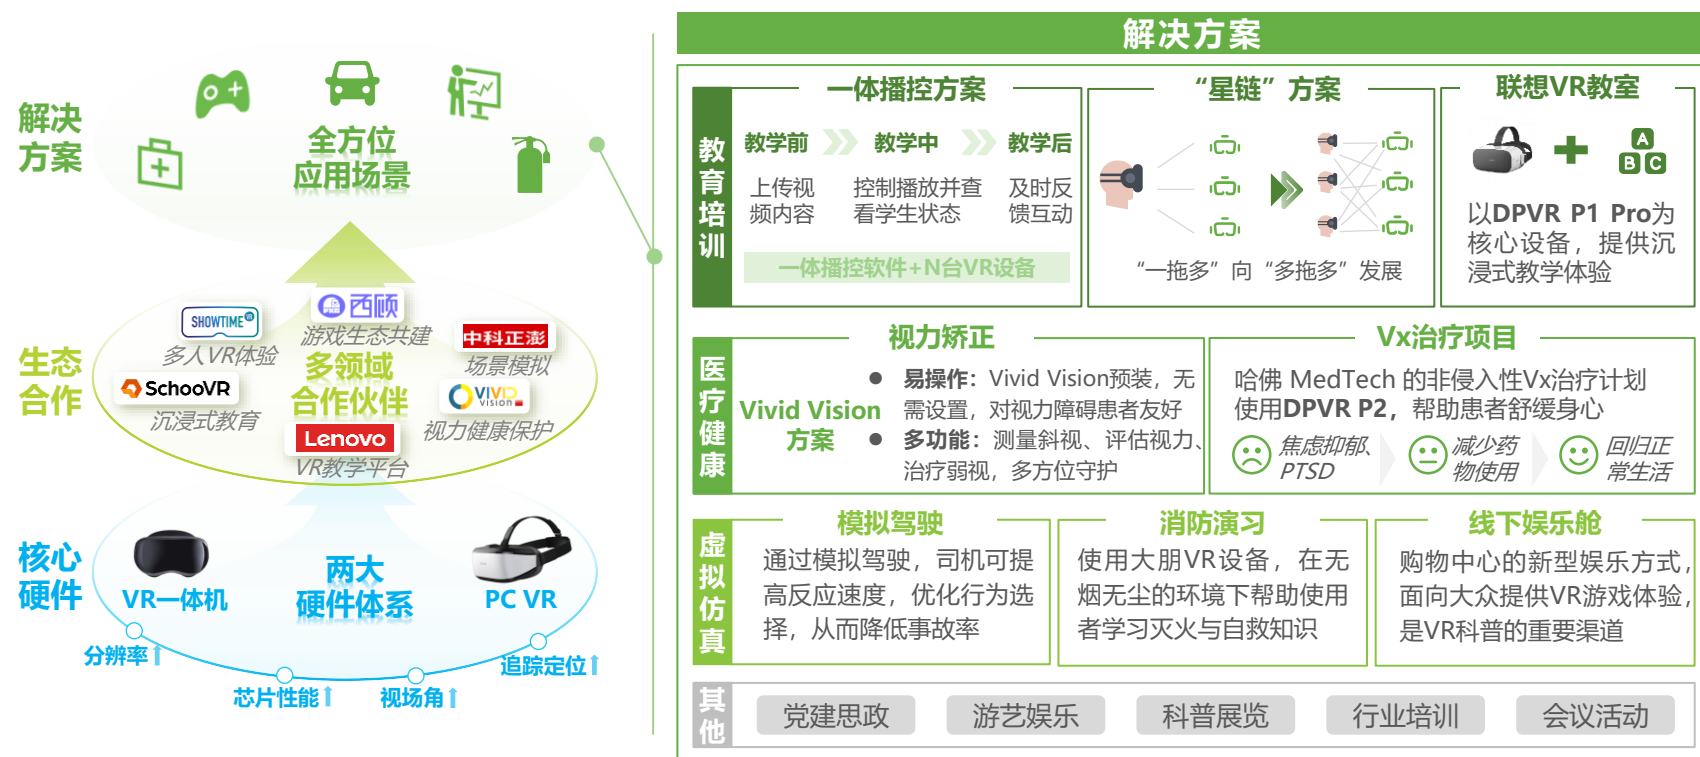 解决
方案
全方位
应用场景
生态
合作
SHOWTIME VR
多人VR体验
西顾
游戏生态共建
中科正澎
场景模拟
SchooVR
沉浸式教育
多领域
合作伙伴
VIVID
vision
视力健康保护
Lenovo
VR教学平台
核心
硬件
VR一体机
两大
硬件体系
PC VR
分辨率
芯片性能
视场角
追踪定位
解决方案
教育培训
一体播控方案
教学前
教学中
教学后
上传视
频内容
控制播放并查
看学生状态
及时反
馈互动
一体播控软件+N台VR设备
“星链”方案
“一拖多”向“多拖多”发展
联想VR教室
A
B C
以DPVR P1 Pro为
核心设备，提供沉
浸式教学体验
医疗健康
视力矫正
Vivid Vision
方案
● 易操作：Vivid Vision预装，无
需设置，对视力障碍患者友好
● 多功能：测量斜视、评估视力、
治疗弱视，多方位守护
Vx治疗项目
哈佛 MedTech 的非侵入性Vx治疗计划
使用DPVR P2，帮助患者舒缓身心
焦虑抑郁、
PTSD
减少药
物使用
回归正
常生活
虚拟仿真
模拟驾驶
通过模拟驾驶，司机可提
高反应速度，优化行为选
择，从而降低事故率
消防演习
使用大朋VR设备，在无
烟无尘的环境下帮助使用
者学习灭火与自救知识
线下娱乐舱
购物中心的新型娱乐方式，
面向大众提供VR游戏体验，
是VR科普的重要渠道
其他
党建思政
游艺娱乐
科普展览
行业培训
会议活动